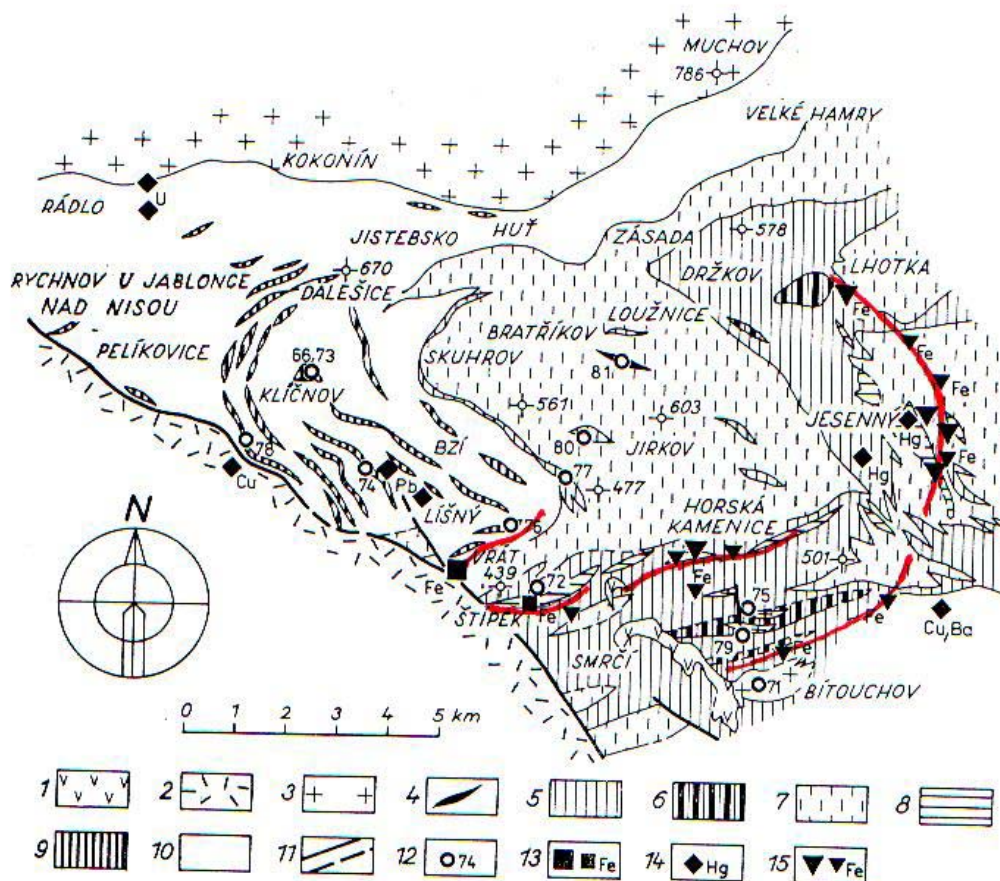 MUCHOV
786
VELKÉ HAMRY
KOKONÍN
U
RÁDLO
HUŤ
JISTEBSKO
ZÁSADA
578
DRŽKOV
LHOTKA
670
RYCHNOV U JABLONCE
NAD NISOU
DALEŠICE
LOUŽNICE
Fe
BRATŘÍKOV
Fe
PELÍKOVICE
SKUHROV
66,73
81
Fe
KLÍČNOV
561
603
JESENNÝ
Hg
78
BZÍ
80
JIRKOV
Fe
Cu
74
Pb
77
477
Hg
N
LÍŠNÝ
76
HORSKÁ
KAMENICE
VRÁT
501
Fe
439
72
75
ŠTÍPEK
Fe
Fe
Cu,Ba
79
Fe
SMRČÍ
71
BÍTOUCHOV
0 1 2 3 4 5 km
1 2 3 4 5 6 7 8
9 10 11 12 74 13 Fe 14 Hg 15 Fe